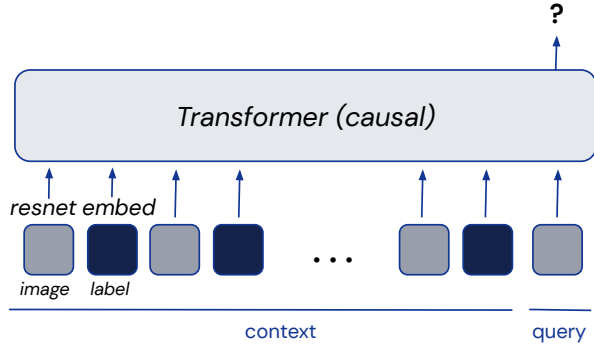 ?
Transformer (causal)
resnet embed
...
image label
context query